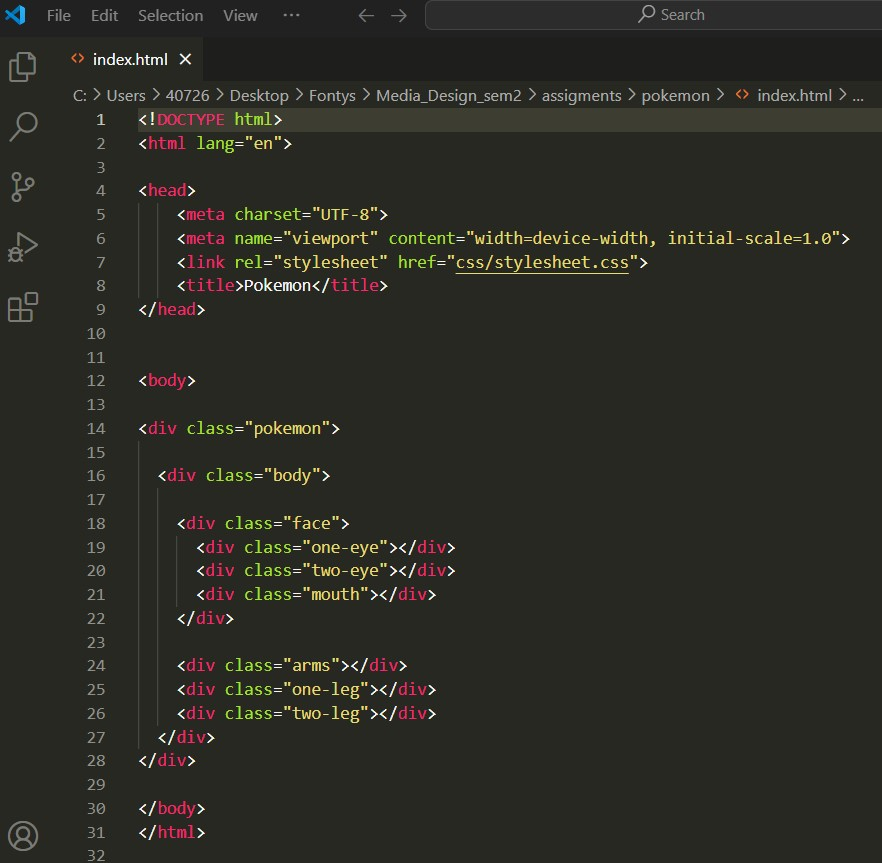 File Edit Selection View ... Search
index.html
C: > Users > 40726 > Desktop > Fontys > Media_Design_sem2 > assigments > pokemon > index.html > ...
1 <!DOCTYPE html>
2 <html lang="en">
3
4 <head>
5 <meta charset="UTF-8">
6 <meta name="viewport" content="width=device-width, initial-scale=1.0">
7 <link rel="stylesheet" href="css/stylesheet.css">
8 <title>Pokemon</title>
9 </head>
10
11
12 <body>
13
14 <div class="pokemon">
15
16 <div class="body">
17
18 <div class="face">
19 <div class="one-eye"></div>
20 <div class="two-eye"></div>
21 <div class="mouth"></div>
22 </div>
23
24 <div class="arms"></div>
25 <div class="one-leg"></div>
26 <div class="two-leg"></div>
27 </div>
28 </div>
29
30 </body>
31 </html>
32